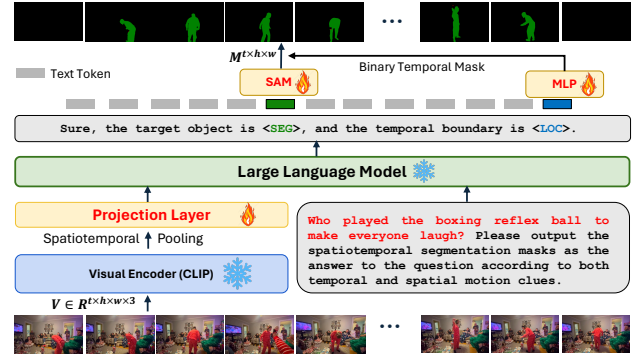 ...
M^{t×h×w}
Binary Temporal Mask
Text Token
SAM
MLP
Sure, the target object is <SEG>, and the temporal boundary is <LOC>.
Large Language Model
Projection Layer
Spatiotemporal Pooling
Visual Encoder (CLIP)
V ∈ R^{t×h×w×3}
Who played the boxing reflex ball to
make everyone laugh? Please output the
spatiotemporal segmentation masks as the
answer to the question according to both
temporal and spatial motion clues.
...